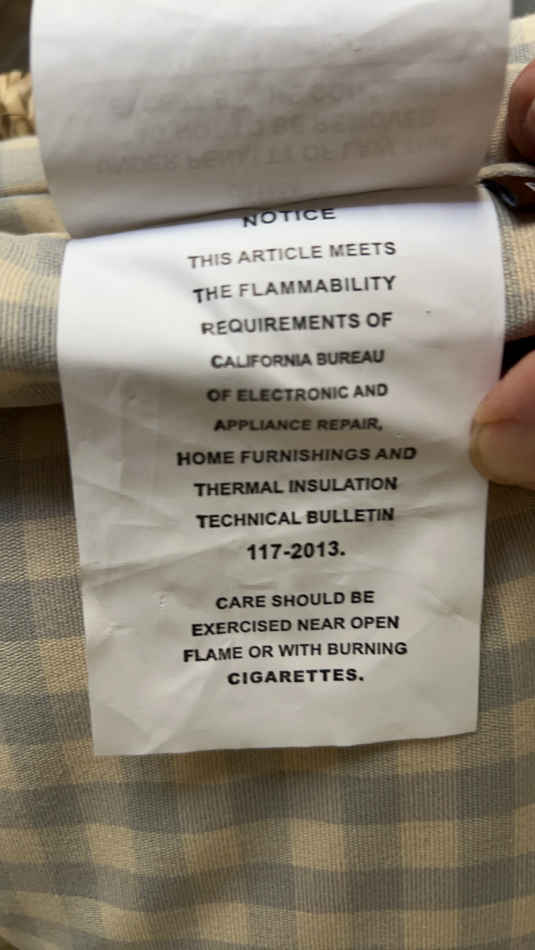 NOTICE
THIS ARTICLE MEETS
THE FLAMMABILITY
REQUIREMENTS OF
CALIFORNIA BUREAU
OF ELECTRONIC AND
APPLIANCE REPAIR,
HOME FURNISHINGS AND
THERMAL INSULATION
TECHNICAL BULLETIN
117-2013.
CARE SHOULD BE
EXERCISED NEAR OPEN
FLAME OR WITH BURNING
CIGARETTES.